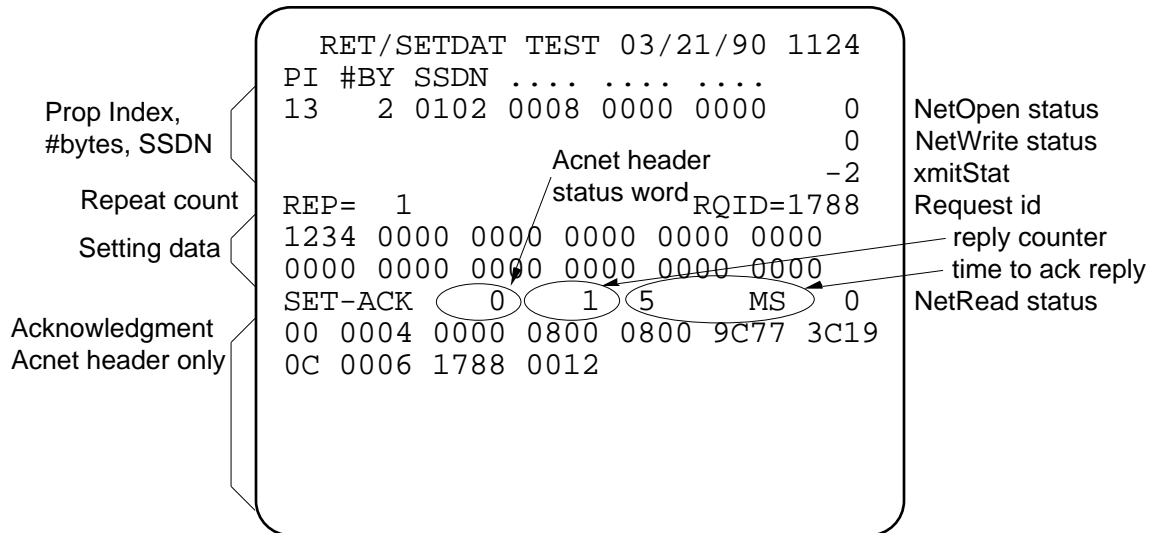 RET/SETDAT TEST 03/21/90 1124
PI #BY SSDN .... .... ....
Prop Index,
#bytes, SSDN
13 2 0102 0008 0000 0000 0 NetOpen status
0 NetWrite status
Acnet header
status word
-2 xmitStat
Repeat count REP= 1 RQID=1788 Request id
Setting data
1234 0000 0000 0000 0000 0000 reply counter
0000 0000 0000 0000 0000 0000 time to ack reply
SET-ACK 0 1 5 MS 0 NetRead status
Acknowledgment
Acnet header only
00 0004 0000 0800 0800 9C77 3C19
0C 0006 1788 0012